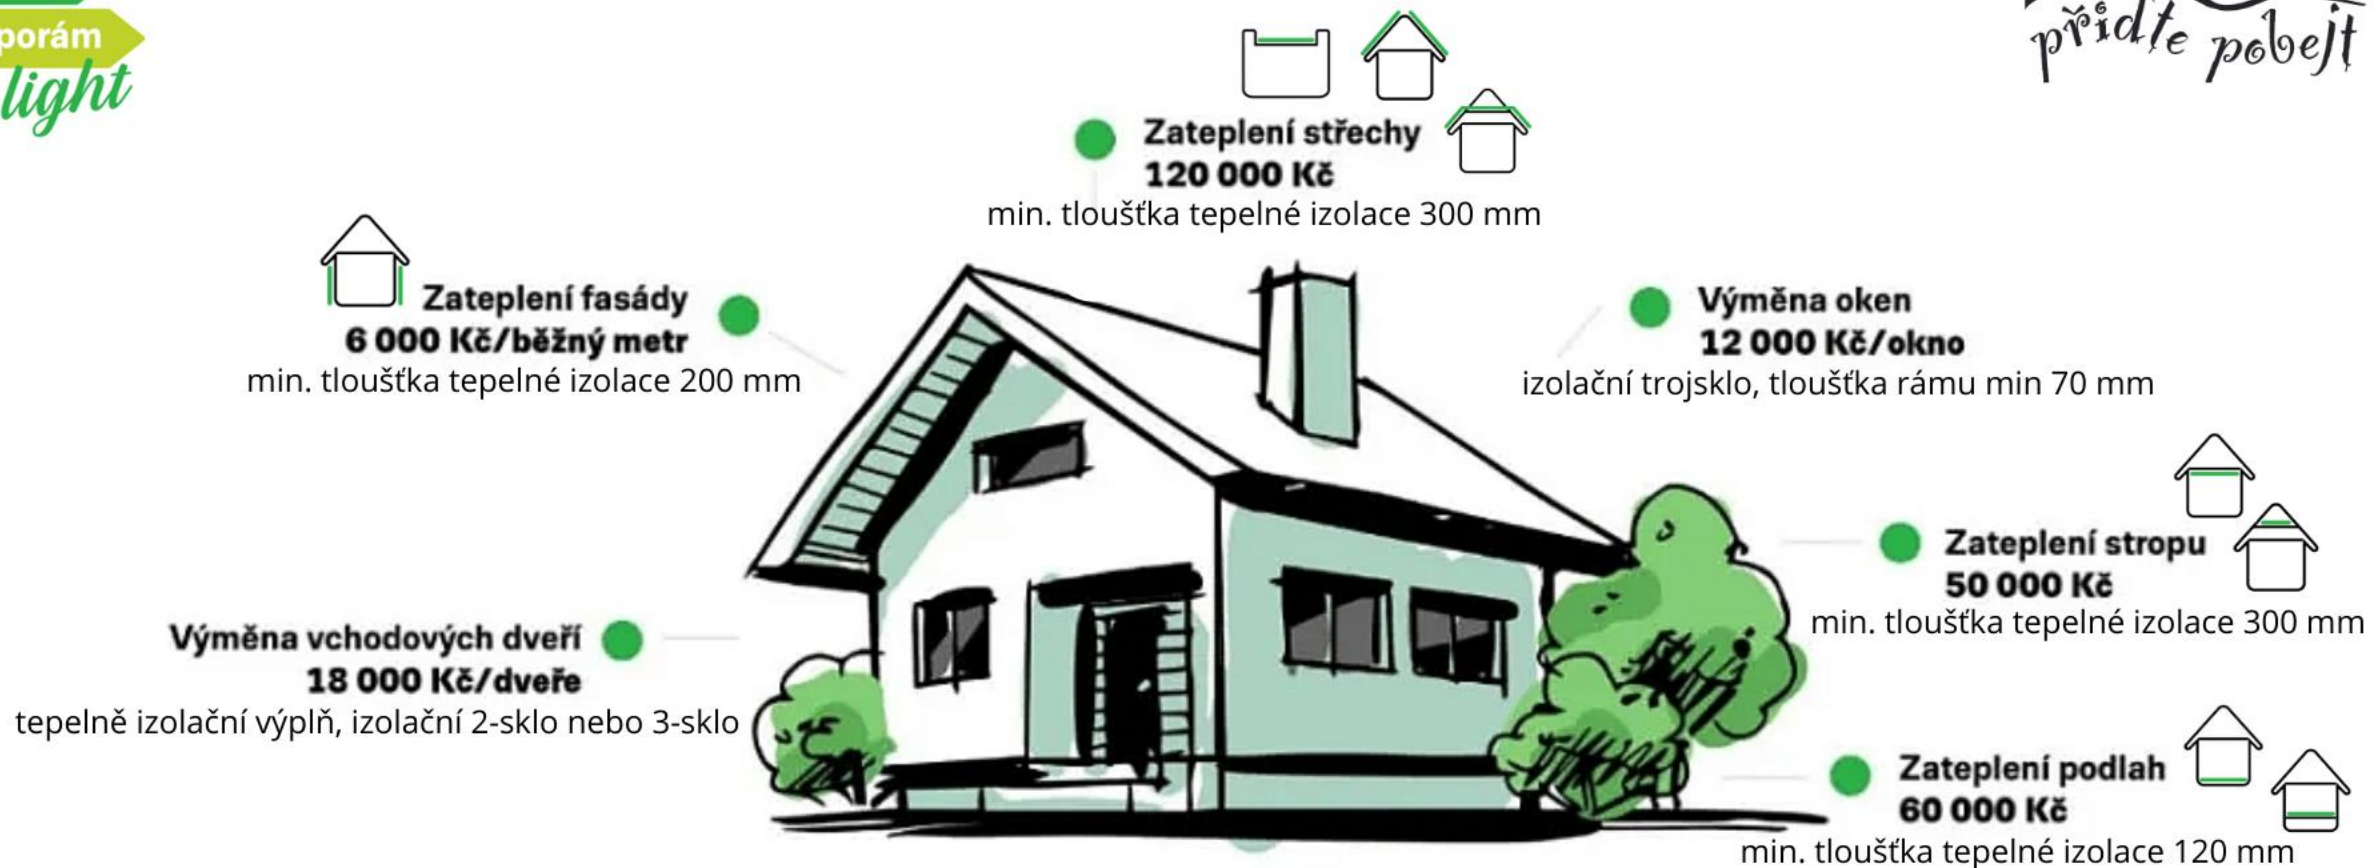 porám
light
přidte pobejt
Zateplení střechy
120 000 Kč
min. tloušťka tepelné izolace 300 mm
Zateplení fasády
6 000 Kč/běžný metr
min. tloušťka tepelné izolace 200 mm
Výměna oken
12 000 Kč/okno
izolační trojsklo, tloušťka rámu min 70 mm
Zateplení stropu
50 000 Kč
min. tloušťka tepelné izolace 300 mm
Výměna vchodových dveří
18 000 Kč/dveře
tepelně izolační výplň, izolační 2-sklo nebo 3-sklo
Zateplení podlah
60 000 Kč
min. tloušťka tepelné izolace 120 mm